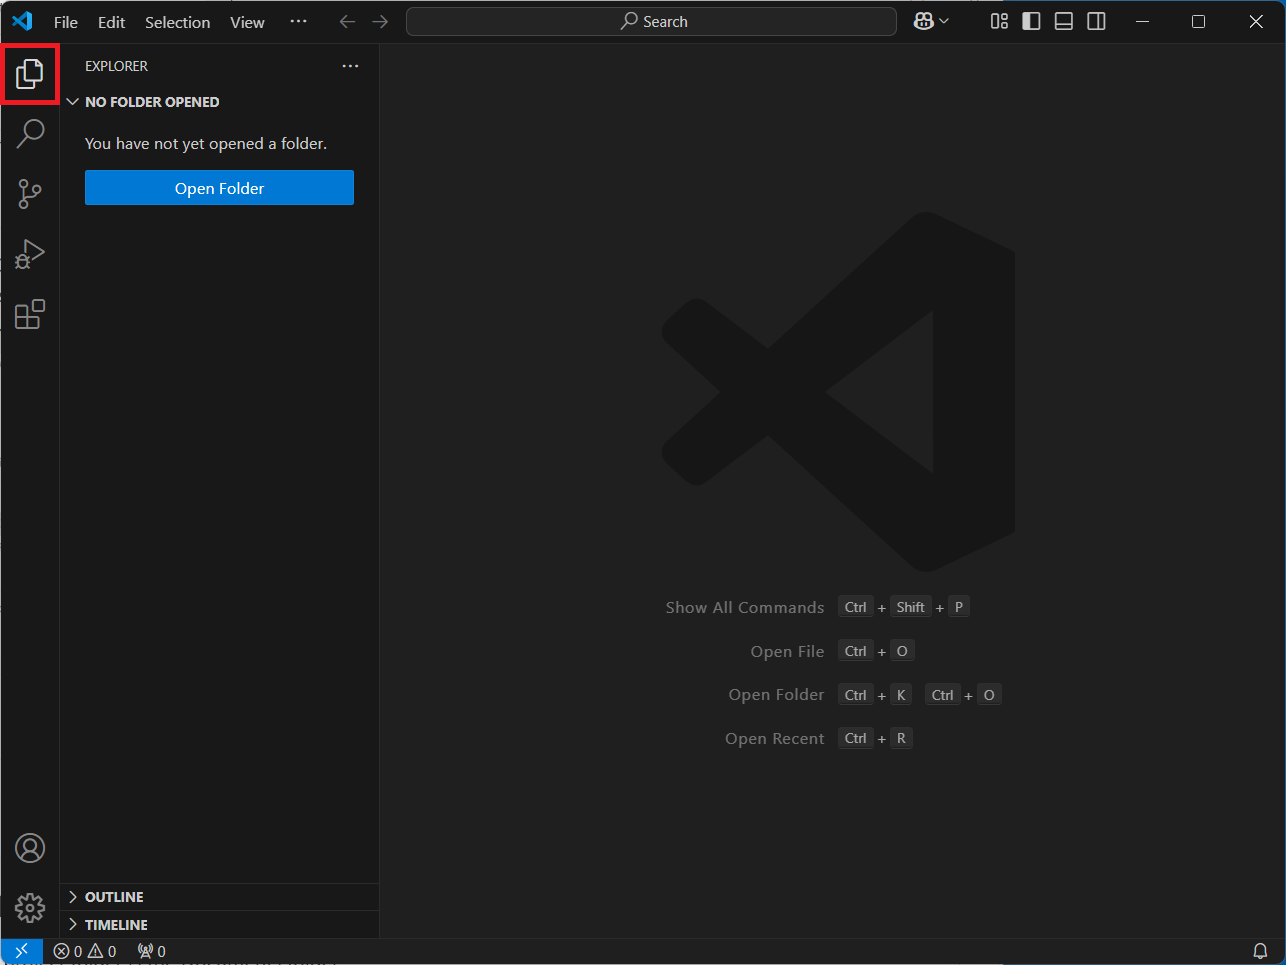 File Edit Selection View ··· Search
EXPLORER ···
NO FOLDER OPENED
You have not yet opened a folder.
Open Folder
Show All Commands Ctrl + Shift + P
Open File Ctrl + O
Open Folder Ctrl + K Ctrl + O
Open Recent Ctrl + R
OUTLINE
TIMELINE
0 0 0